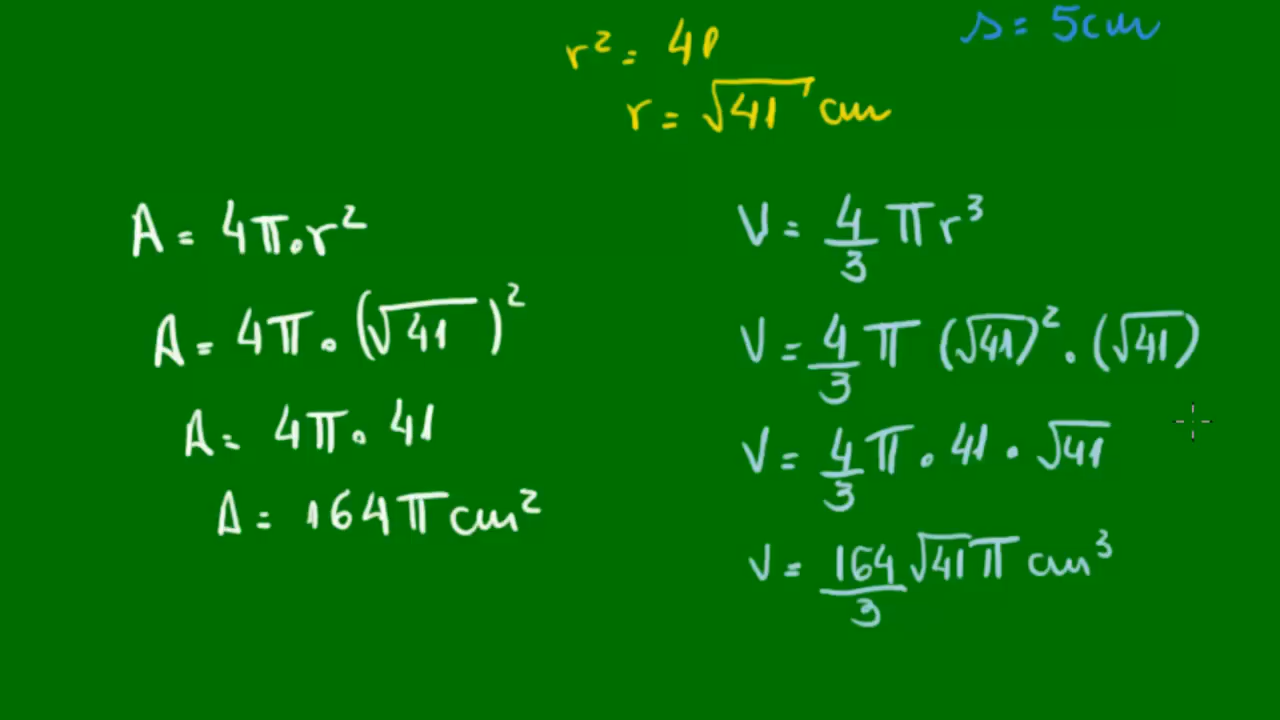 s = 5cm
r² = 41
r = √41 cm
A = 4π.r²
A = 4π . (√41)²
A = 4π . 41
A = 164π cm²
V = 4/3 πr³
V = 4/3 π (√41)² . (√41)
V = 4/3 π . 41 . √41
V = 164/3 √41 π cm³